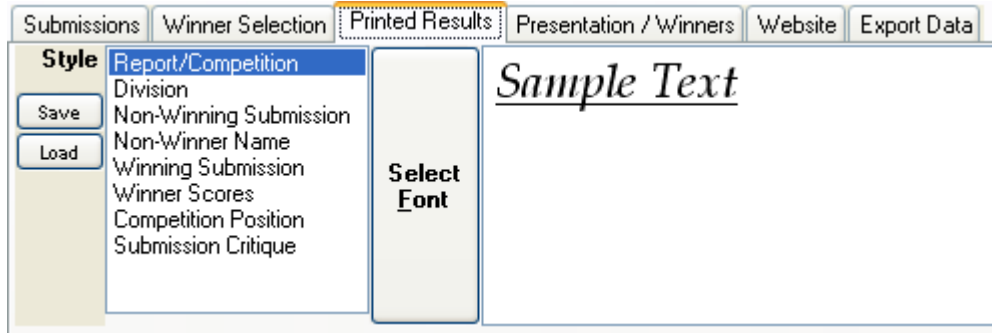 Submissions Winner Selection Printed Results Presentation / Winners Website Export Data
Style
Save
Load
Report/Competition
Division
Non-Winning Submission
Non-Winner Name
Winning Submission
Winner Scores
Competition Position
Submission Critique
Select
Font
Sample Text